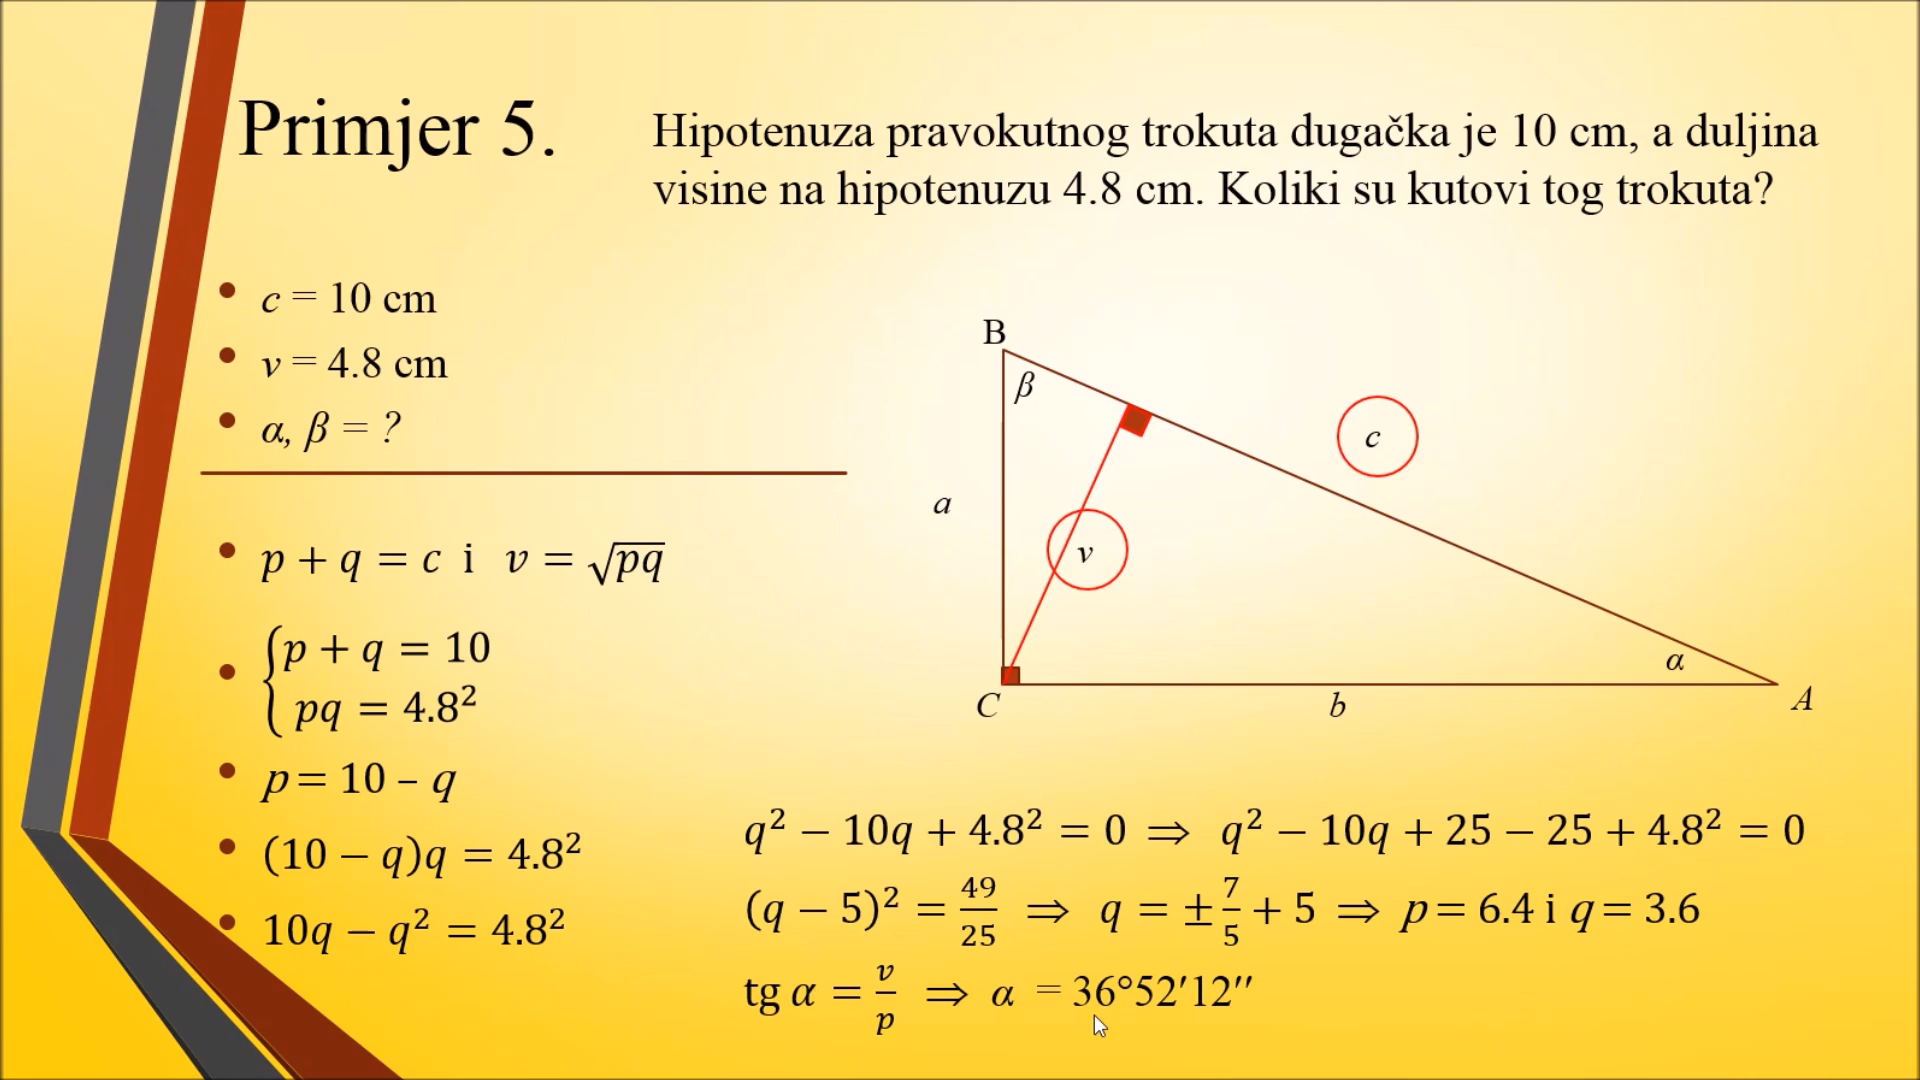 Primjer 5.
Hipotenuza pravokutnog trokuta dugačka je 10 cm, a duljina
visine na hipotenuzu 4.8 cm. Koliki su kutovi tog trokuta?
• c = 10 cm
• v = 4.8 cm
• α, β = ?
• p + q = c i v = √pq
• {p + q = 10
pq = 4.8²
• p = 10 – q
• (10 − q)q = 4.8²
• 10q − q² = 4.8²
B
β
c
a
v
α
C
b
A
q² − 10q + 4.8² = 0 ⇒ q² − 10q + 25 − 25 + 4.8² = 0
(q − 5)² = 49/25 ⇒ q = ±7/5 + 5 ⇒ p = 6.4 i q = 3.6
tg α = v/p ⇒ α = 36°52′12′′